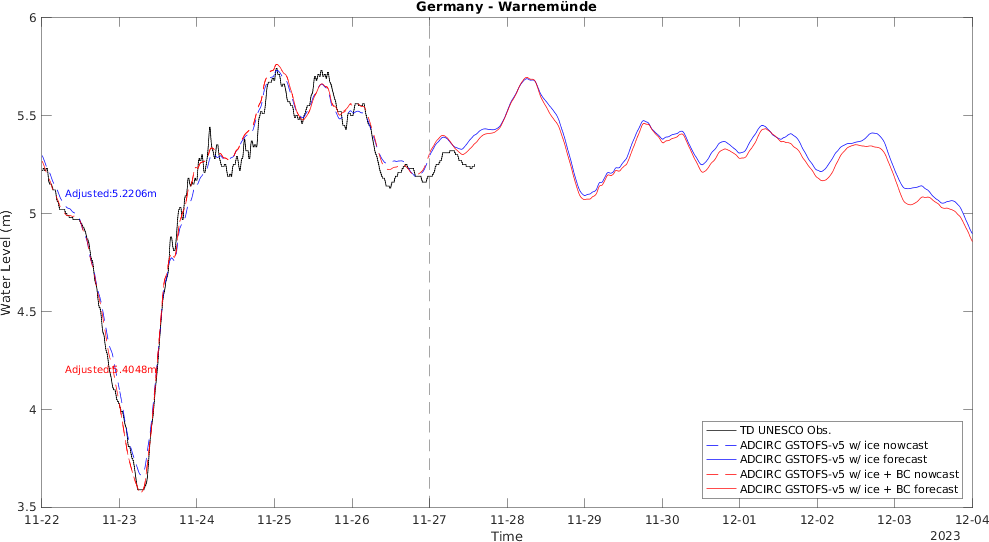 Germany - Warnemünde
Water Level (m)
6
5.5
5
4.5
4
3.5
Adjusted:5.2206m
Adjusted:5.4048m
TD UNESCO Obs.
ADCIRC GSTOFS-v5 w/ ice nowcast
ADCIRC GSTOFS-v5 w/ ice forecast
ADCIRC GSTOFS-v5 w/ ice + BC nowcast
ADCIRC GSTOFS-v5 w/ ice + BC forecast
11-22 11-23 11-24 11-25 11-26 11-27 11-28 11-29 11-30 12-01 12-02 12-03 12-04
Time
2023